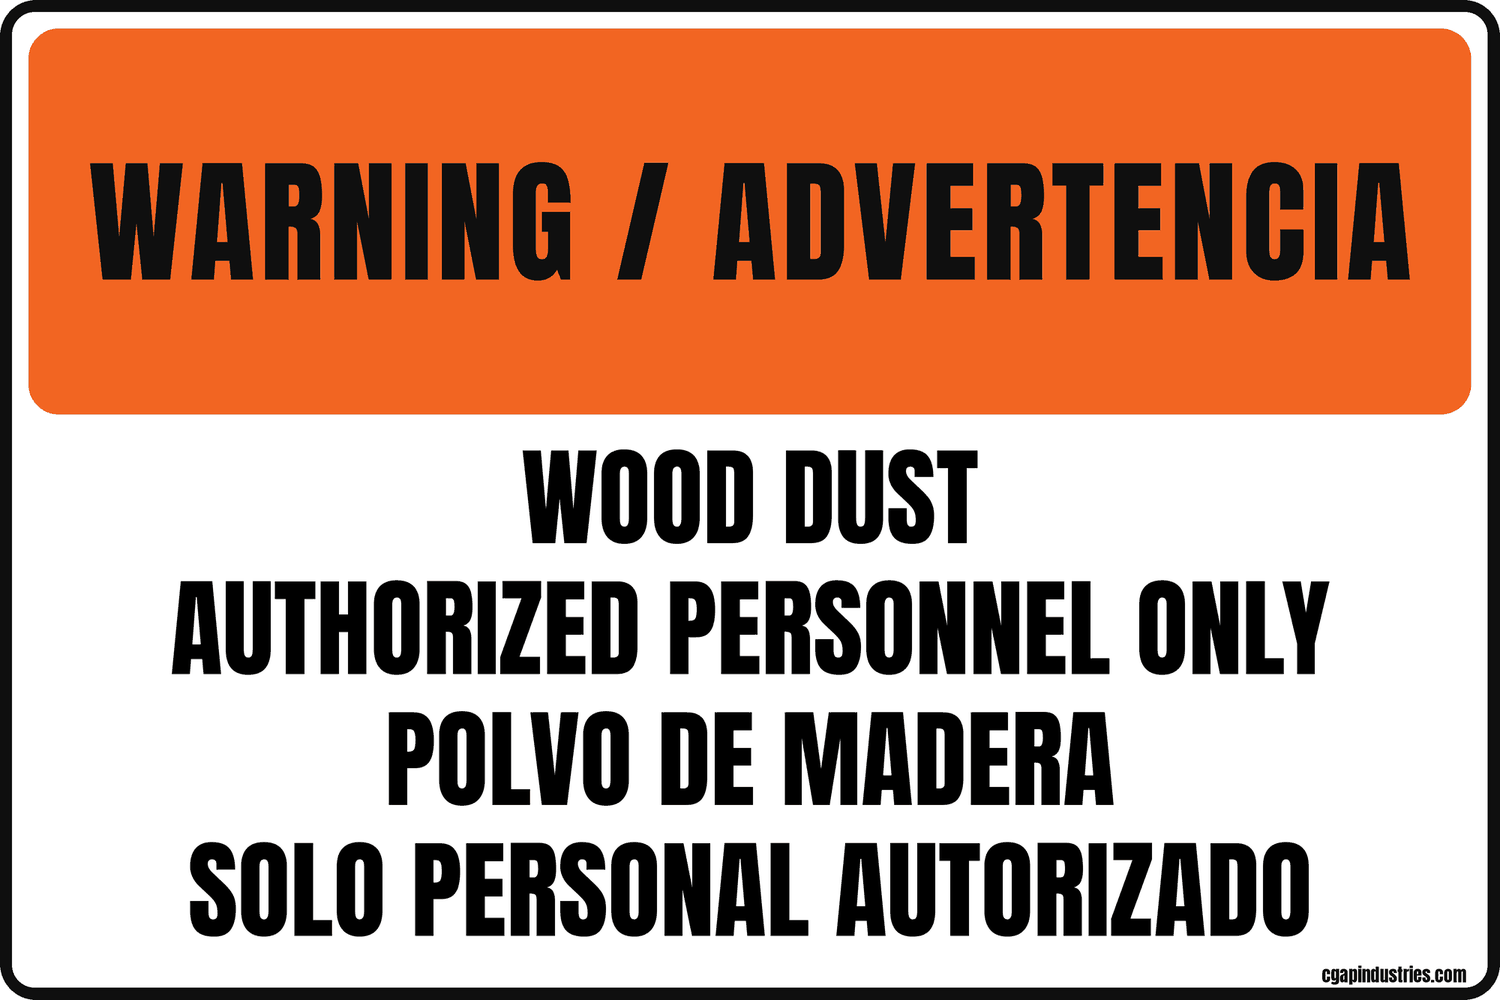 WARNING / ADVERTENCIA
WOOD DUST
AUTHORIZED PERSONNEL ONLY
POLVO DE MADERA
SOLO PERSONAL AUTORIZADO
cgapindustries.com